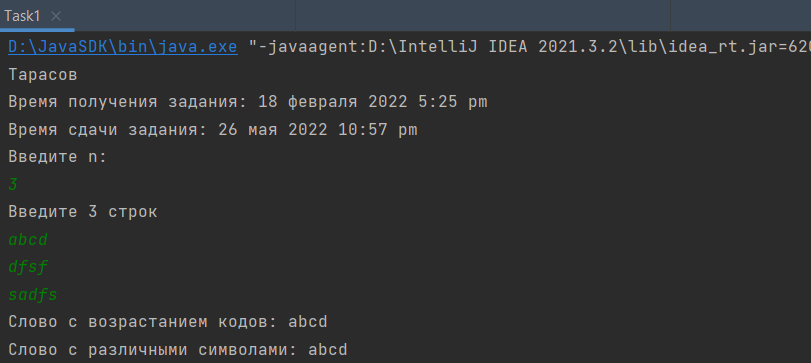 Task1
D:\JavaSDK\bin\java.exe "-javaagent:D:\IntelliJ IDEA 2021.3.2\lib\idea_rt.jar=620
Тарасов
Время получения задания: 18 февраля 2022 5:25 pm
Время сдачи задания: 26 мая 2022 10:57 pm
Введите n:
3
Введите 3 строк
abcd
dfsf
sadfs
Слово с возрастанием кодов: abcd
Слово с различными символами: abcd